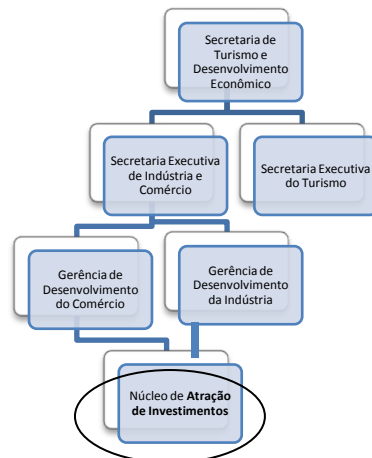 Secretaria de
Turismo e
Desenvolvimento
Econômico
Secretaria Executiva
de Indústria e
Comércio
Secretaria Executiva
do Turismo
Gerência de
Desenvolvimento
do Comércio
Gerência de
Desenvolvimento
da Indústria
Núcleo de Atração
de Investimentos